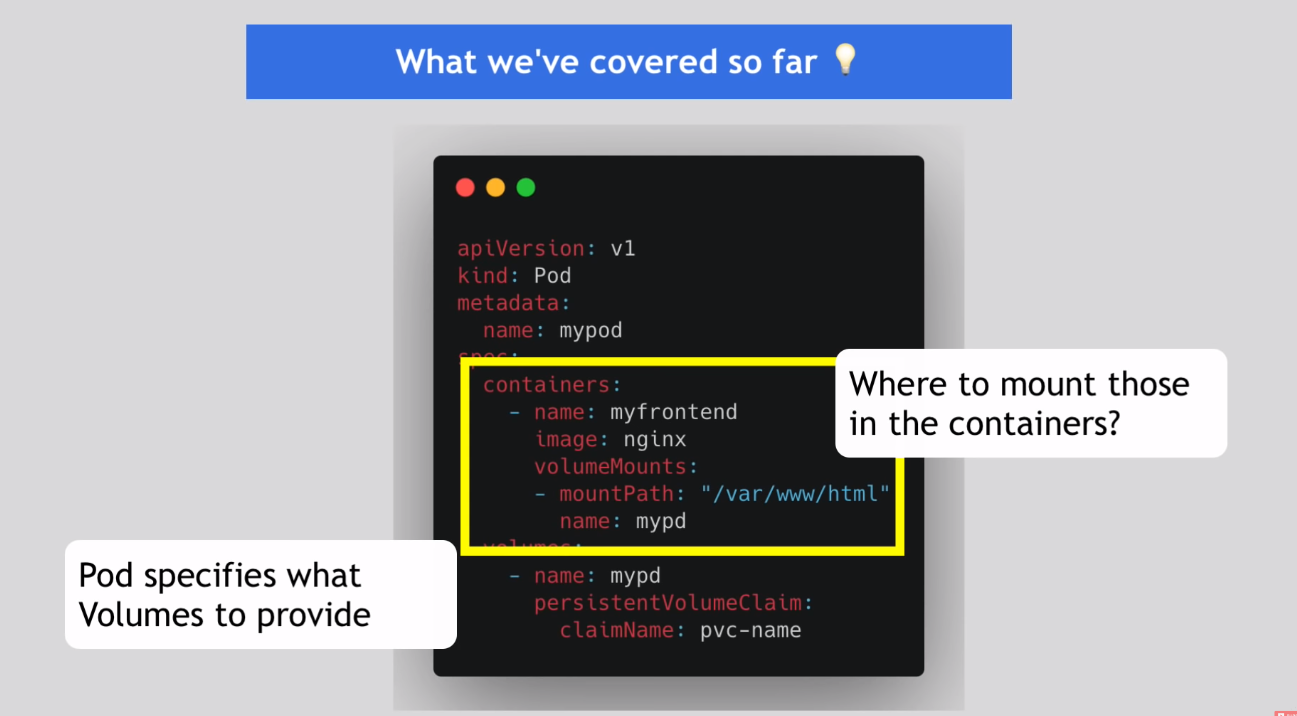 What we've covered so far 💡
apiVersion: v1
kind: Pod
metadata:
  name: mypod
spec:
  containers:
    - name: myfrontend
      image: nginx
      volumeMounts:
      - mountPath: "/var/www/html"
        name: mypd
  volumes:
    - name: mypd
      persistentVolumeClaim:
        claimName: pvc-name
Where to mount those
in the containers?
Pod specifies what
Volumes to provide